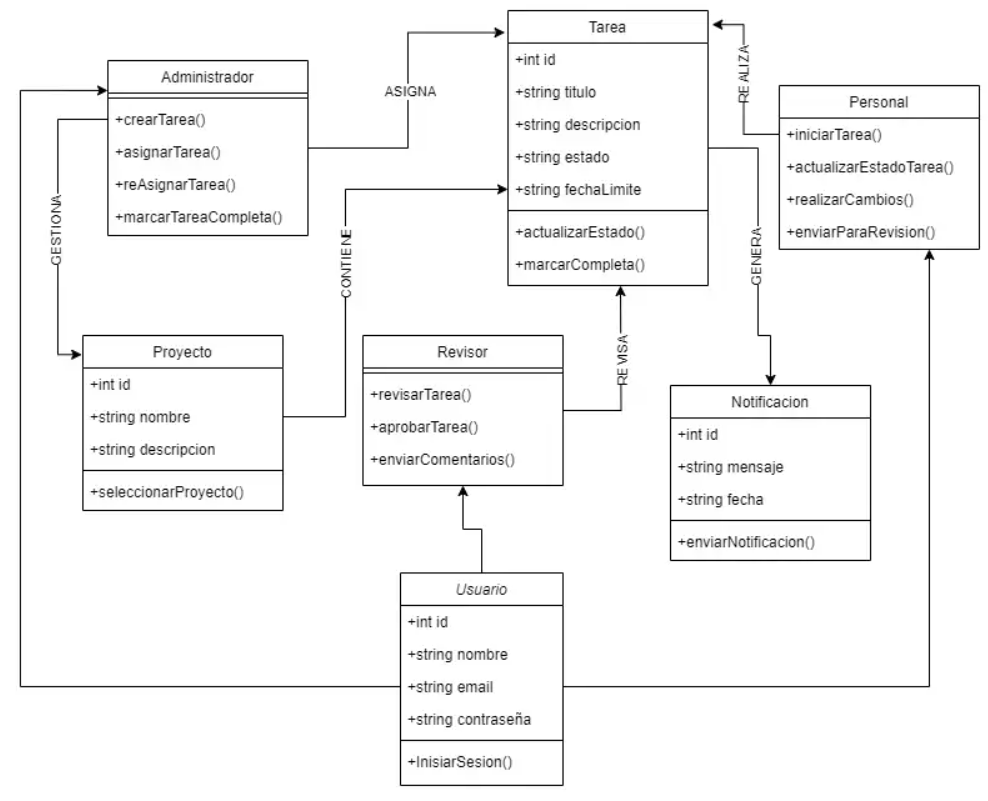 Tarea
+int id
+string titulo
+string descripcion
+string estado
+string fechaLimite
+actualizarEstado()
+marcarCompleta()
Administrador
+crearTarea()
+asignarTarea()
+reAsignarTarea()
+marcarTareaCompleta()
ASIGNA
REALIZA
Personal
+iniciarTarea()
+actualizarEstadoTarea()
+realizarCambios()
+enviarParaRevision()
GESTIONA
CONTIENE
GENERA
REVISA
Proyecto
+int id
+string nombre
+string descripcion
+seleccionarProyecto()
Revisor
+revisarTarea()
+aprobarTarea()
+enviarComentarios()
Notificacion
+int id
+string mensaje
+string fecha
+enviarNotificacion()
Usuario
+int id
+string nombre
+string email
+string contraseña
+InisiarSesion()